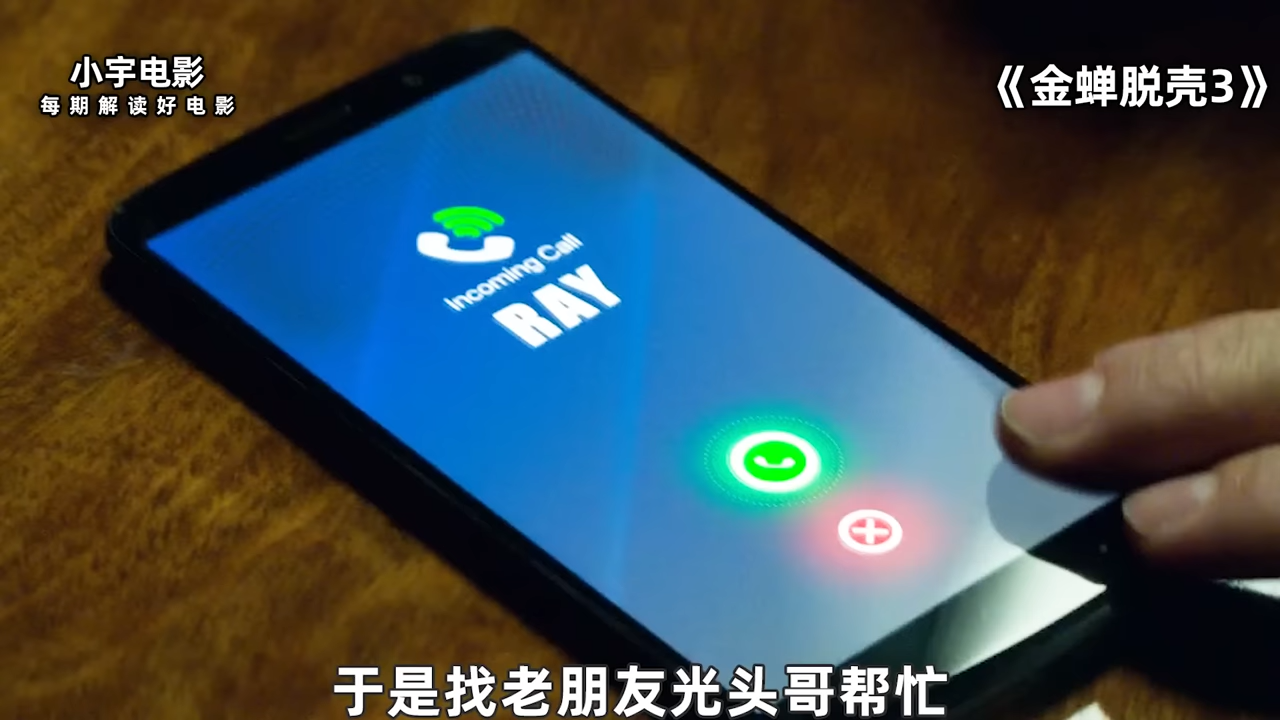 小宇电影
每期解读好电影
《金蝉脱壳3》
Incoming Call
RAY
于是找老朋友光头哥帮忙